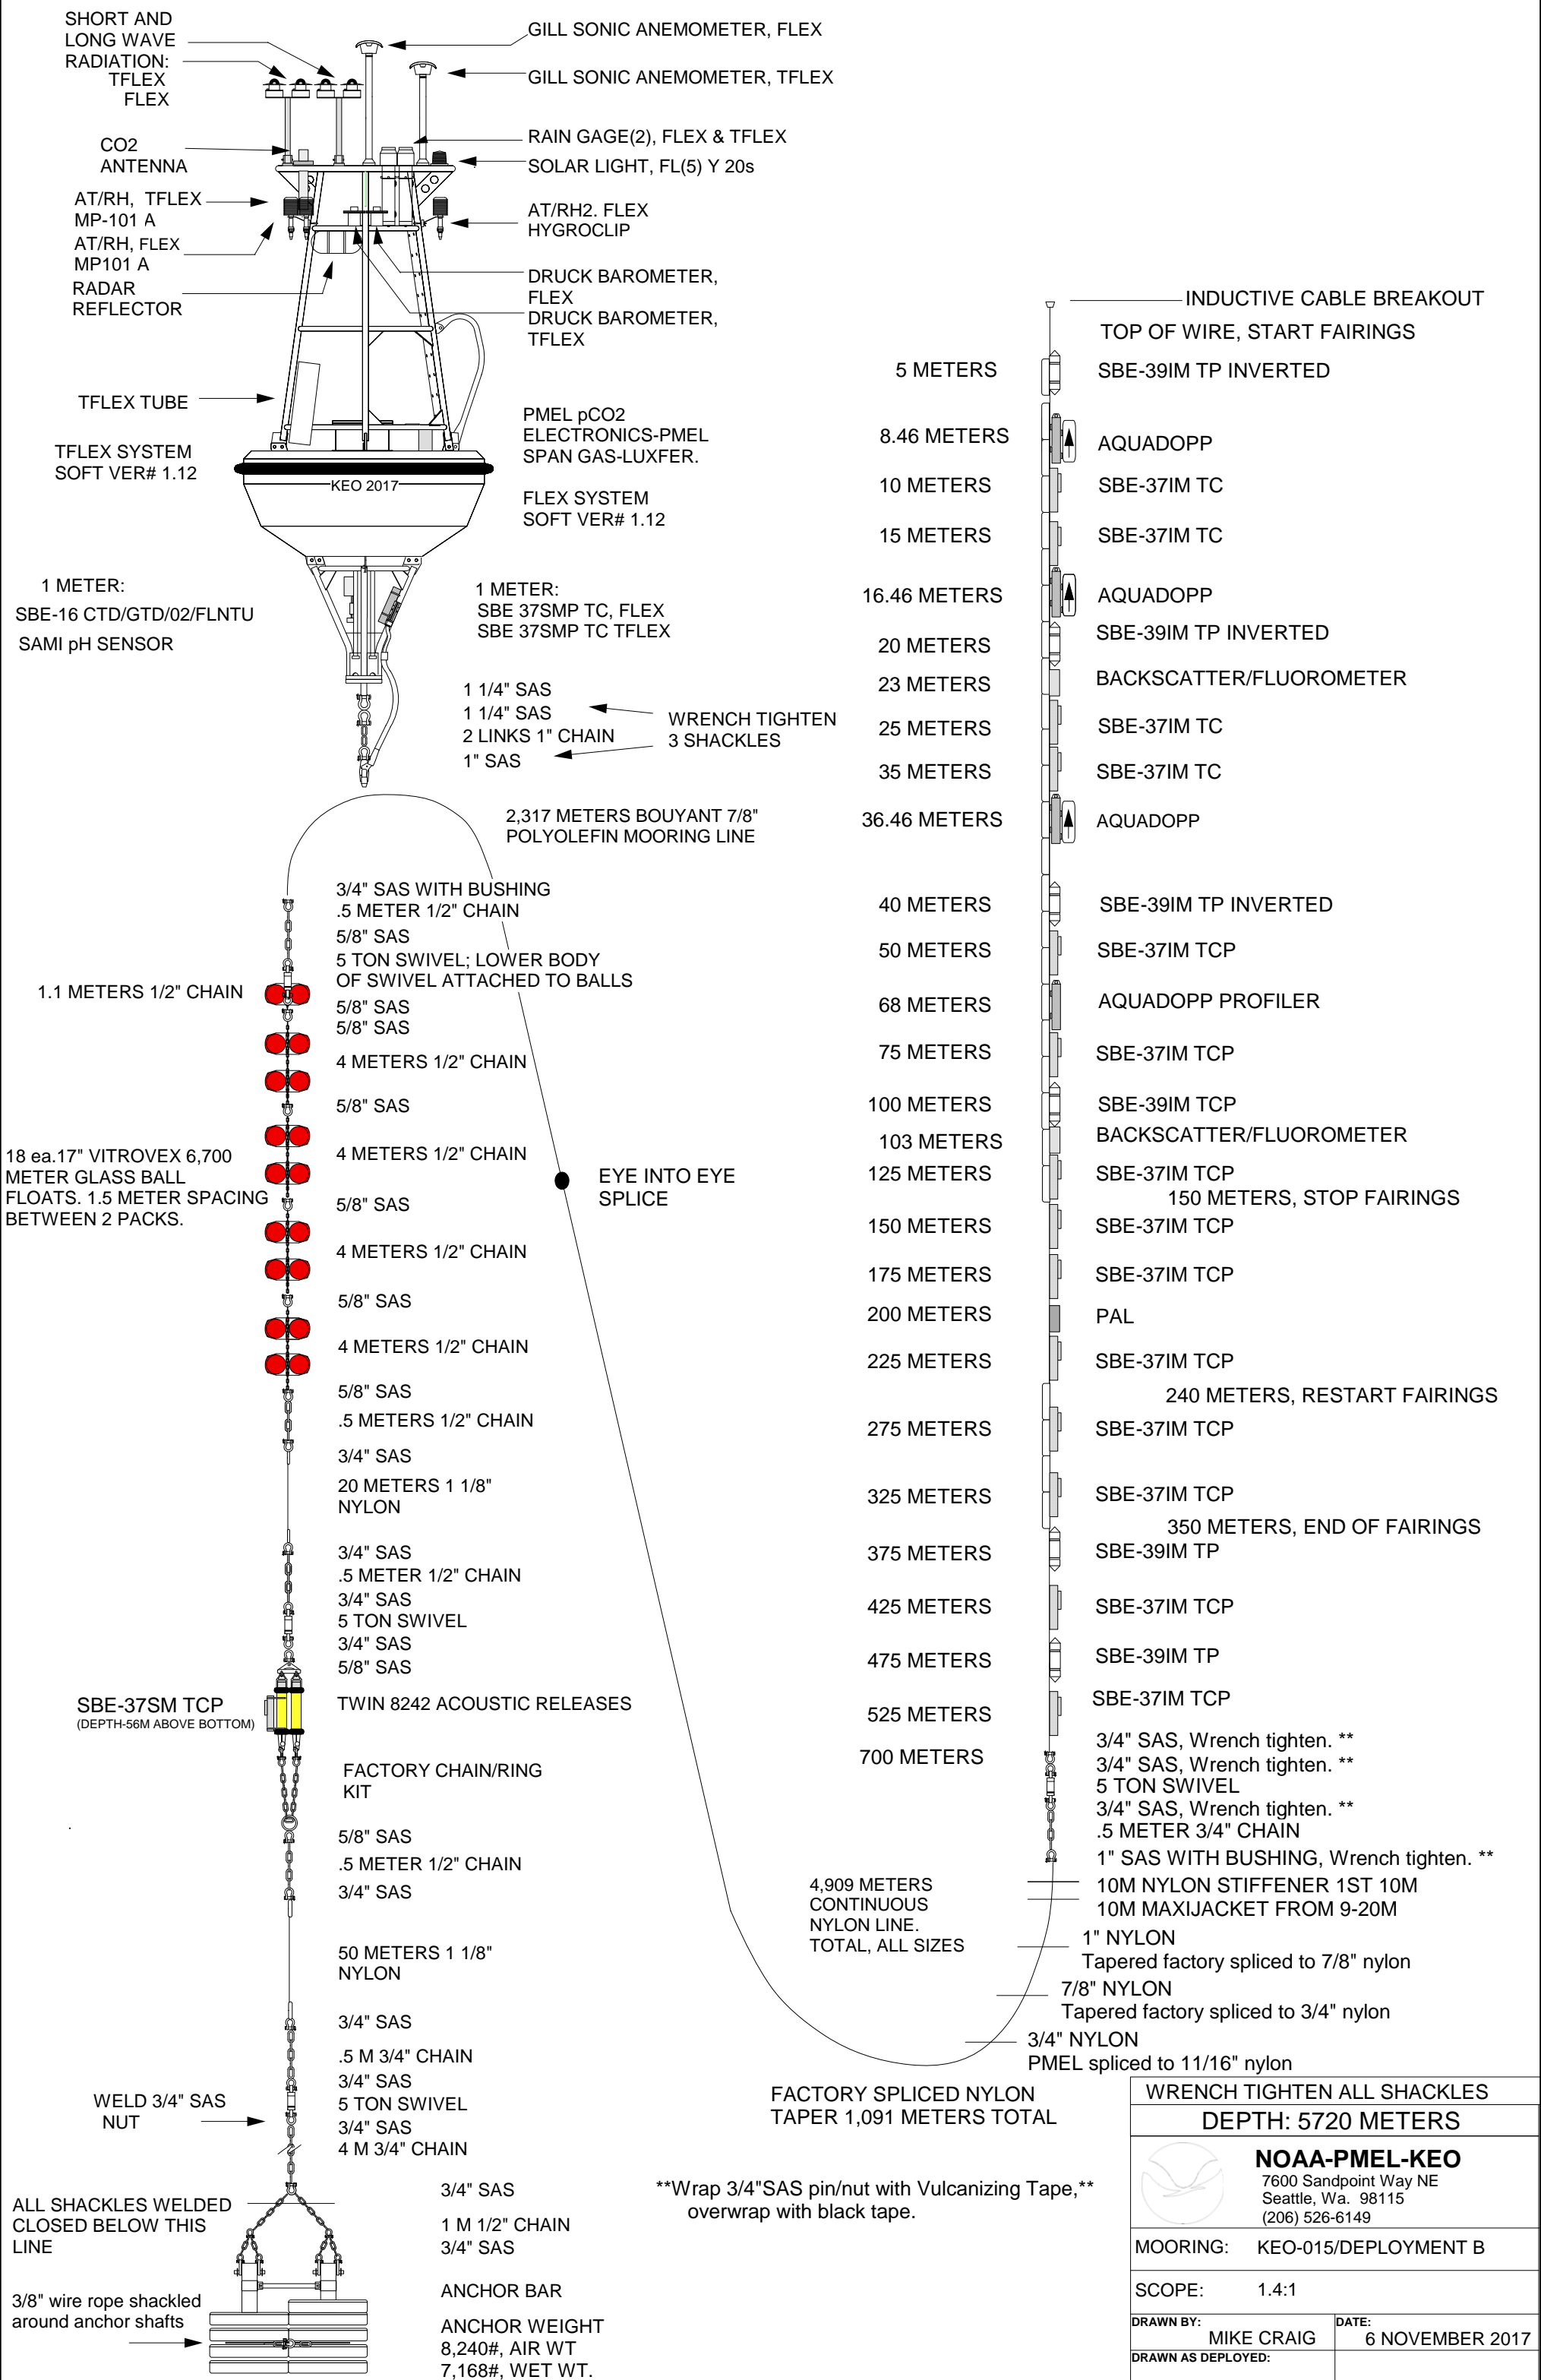 SHORT AND
LONG WAVE
RADIATION:
TFLEX
FLEX
CO2
ANTENNA
AT/RH, TFLEX
MP-101 A
AT/RH, FLEX
MP101 A
RADAR
REFLECTOR
TFLEX TUBE
TFLEX SYSTEM
SOFT VER# 1.12
GILL SONIC ANEMOMETER, FLEX
GILL SONIC ANEMOMETER, TFLEX
RAIN GAGE(2), FLEX & TFLEX
SOLAR LIGHT, FL(5) Y 20s
AT/RH2. FLEX
HYGROCLIP
DRUCK BAROMETER,
FLEX
DRUCK BAROMETER,
TFLEX
PMEL pCO2
ELECTRONICS-PMEL
SPAN GAS-LUXFER.
KEO 2017
FLEX SYSTEM
SOFT VER# 1.12
1 METER:
SBE-16 CTD/GTD/02/FLNTU
SAMI pH SENSOR
1 METER:
SBE 37SMP TC, FLEX
SBE 37SMP TC TFLEX
1 1/4" SAS
1 1/4" SAS
2 LINKS 1" CHAIN
1" SAS
WRENCH TIGHTEN
3 SHACKLES
2,317 METERS BOUYANT 7/8"
POLYOLEFIN MOORING LINE
3/4" SAS WITH BUSHING
.5 METER 1/2" CHAIN
5/8" SAS
5 TON SWIVEL; LOWER BODY
OF SWIVEL ATTACHED TO BALLS
1.1 METERS 1/2" CHAIN
5/8" SAS
5/8" SAS
4 METERS 1/2" CHAIN
5/8" SAS
4 METERS 1/2" CHAIN
18 ea.17" VITROVEX 6,700
METER GLASS BALL
FLOATS. 1.5 METER SPACING
BETWEEN 2 PACKS.
5/8" SAS
4 METERS 1/2" CHAIN
5/8" SAS
4 METERS 1/2" CHAIN
5/8" SAS
.5 METERS 1/2" CHAIN
3/4" SAS
20 METERS 1 1/8"
NYLON
3/4" SAS
.5 METER 1/2" CHAIN
3/4" SAS
5 TON SWIVEL
3/4" SAS
5/8" SAS
SBE-37SM TCP
(DEPTH-56M ABOVE BOTTOM)
TWIN 8242 ACOUSTIC RELEASES
FACTORY CHAIN/RING
KIT
5/8" SAS
.5 METER 1/2" CHAIN
3/4" SAS
50 METERS 1 1/8"
NYLON
3/4" SAS
.5 M 3/4" CHAIN
3/4" SAS
5 TON SWIVEL
3/4" SAS
4 M 3/4" CHAIN
WELD 3/4" SAS
NUT
ALL SHACKLES WELDED
CLOSED BELOW THIS
LINE
3/4" SAS
1 M 1/2" CHAIN
3/4" SAS
ANCHOR BAR
3/8" wire rope shackled
around anchor shafts
ANCHOR WEIGHT
8,240#, AIR WT
7,168#, WET WT.
EYE INTO EYE
SPLICE
INDUCTIVE CABLE BREAKOUT
TOP OF WIRE, START FAIRINGS
5 METERS SBE-39IM TP INVERTED
8.46 METERS AQUADOPP
10 METERS SBE-37IM TC
15 METERS SBE-37IM TC
16.46 METERS AQUADOPP
20 METERS SBE-39IM TP INVERTED
23 METERS BACKSCATTER/FLUOROMETER
25 METERS SBE-37IM TC
35 METERS SBE-37IM TC
36.46 METERS AQUADOPP
40 METERS SBE-39IM TP INVERTED
50 METERS SBE-37IM TCP
68 METERS AQUADOPP PROFILER
75 METERS SBE-37IM TCP
100 METERS SBE-39IM TCP
103 METERS BACKSCATTER/FLUOROMETER
125 METERS SBE-37IM TCP
150 METERS, STOP FAIRINGS
150 METERS SBE-37IM TCP
175 METERS SBE-37IM TCP
200 METERS PAL
225 METERS SBE-37IM TCP
240 METERS, RESTART FAIRINGS
275 METERS SBE-37IM TCP
325 METERS SBE-37IM TCP
350 METERS, END OF FAIRINGS
375 METERS SBE-39IM TP
425 METERS SBE-37IM TCP
475 METERS SBE-39IM TP
525 METERS SBE-37IM TCP
700 METERS
3/4" SAS, Wrench tighten. **
3/4" SAS, Wrench tighten. **
5 TON SWIVEL
3/4" SAS, Wrench tighten. **
.5 METER 3/4" CHAIN
1" SAS WITH BUSHING, Wrench tighten. **
10M NYLON STIFFENER 1ST 10M
10M MAXIJACKET FROM 9-20M
4,909 METERS
CONTINUOUS
NYLON LINE.
TOTAL, ALL SIZES
1" NYLON
Tapered factory spliced to 7/8" nylon
7/8" NYLON
Tapered factory spliced to 3/4" nylon
3/4" NYLON
PMEL spliced to 11/16" nylon
FACTORY SPLICED NYLON
TAPER 1,091 METERS TOTAL
**Wrap 3/4"SAS pin/nut with Vulcanizing Tape,**
overwrap with black tape.
WRENCH TIGHTEN ALL SHACKLES
DEPTH: 5720 METERS
NOAA-PMEL-KEO
7600 Sandpoint Way NE
Seattle, Wa. 98115
(206) 526-6149
MOORING: KEO-015/DEPLOYMENT B
SCOPE: 1.4:1
DRAWN BY: MIKE CRAIG
DATE: 6 NOVEMBER 2017
DRAWN AS DEPLOYED: